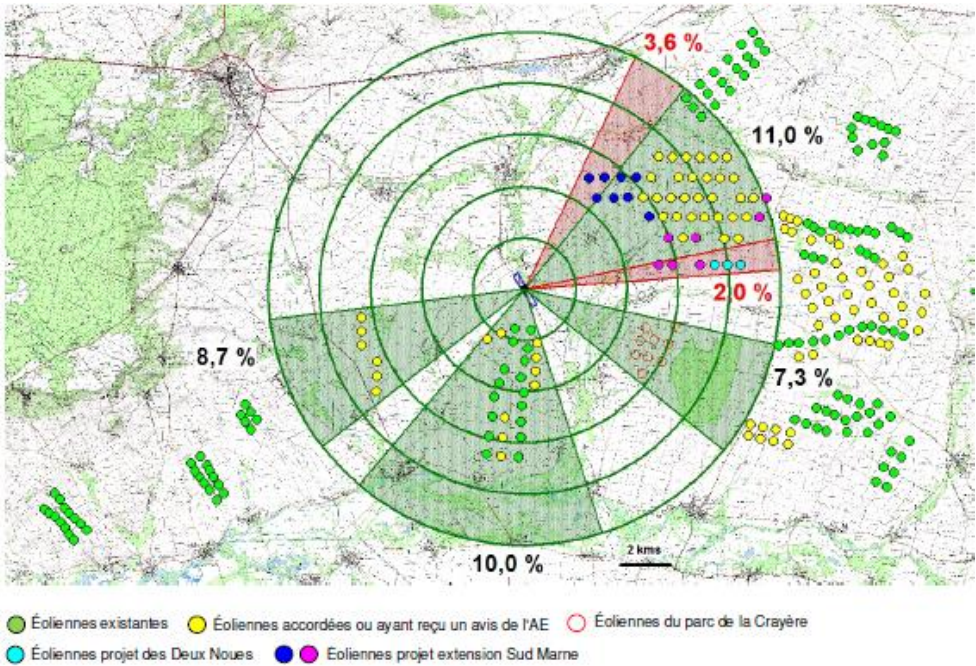 3,6 %
11,0 %
2,0 %
7,3 %
8,7 %
10,0 %
2 kms
Éoliennes existantes
Éoliennes accordées ou ayant reçu un avis de l'AE
Éoliennes du parc de la Crayère
Éoliennes projet des Deux Noues
Éoliennes projet extension Sud Marne